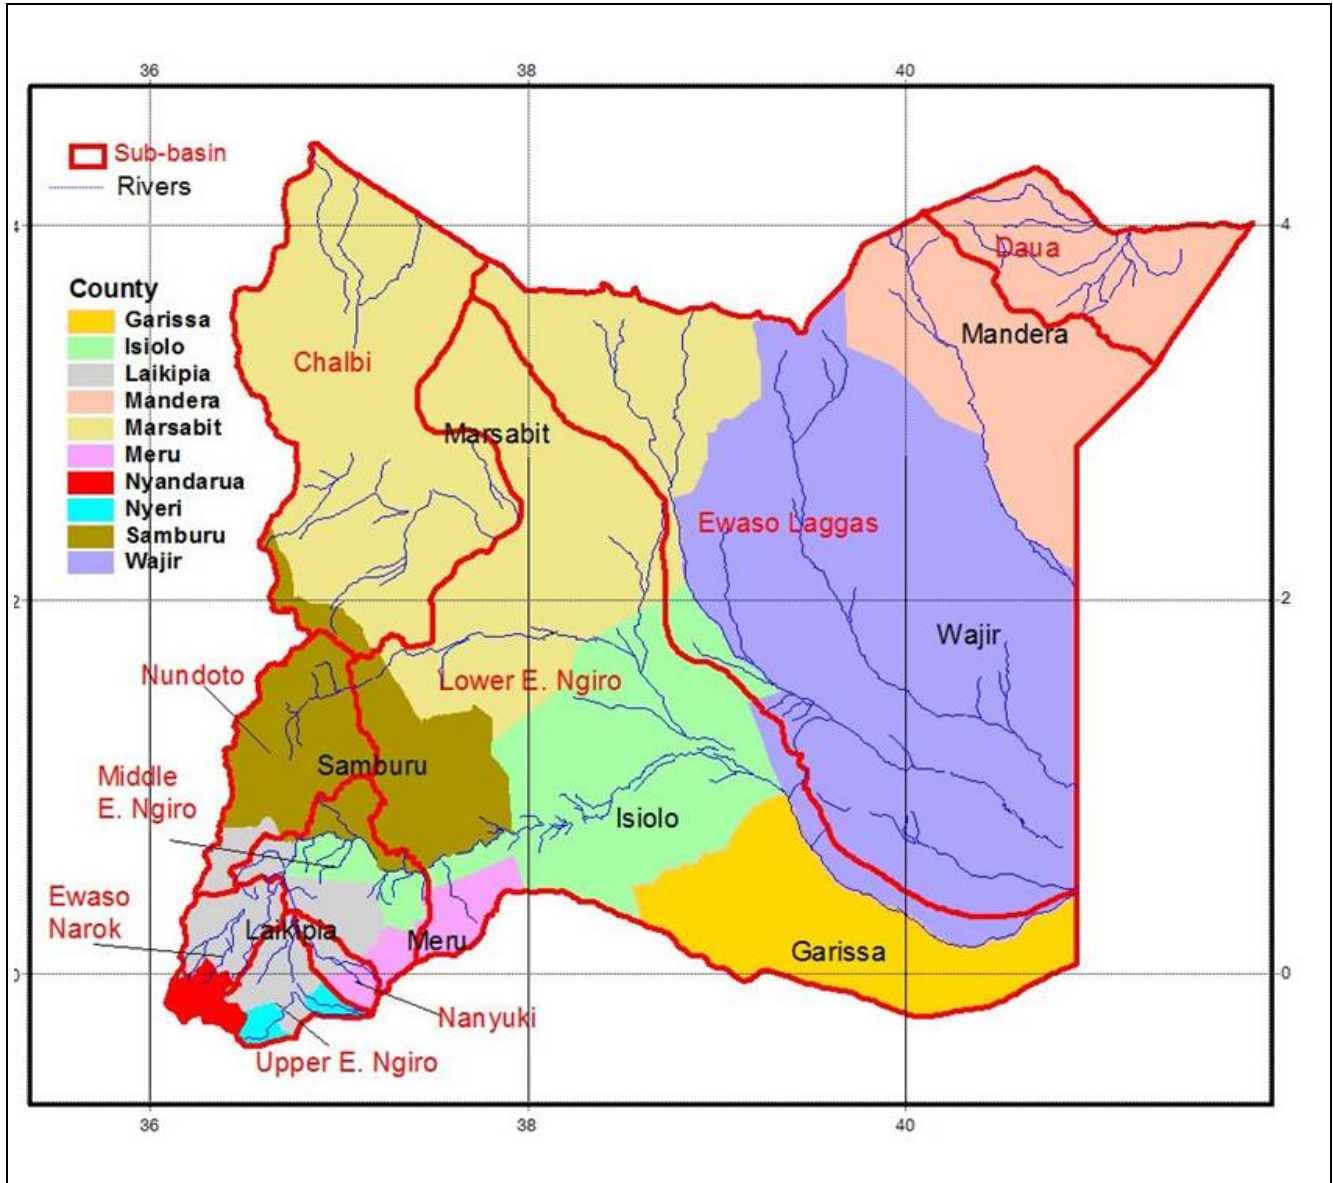 36 38 40
Sub-basin
Rivers
4 4
Daua
County
Garissa
Isiolo
Laikipia
Mandera
Marsabit
Meru
Nyandarua
Nyeri
Samburu
Wajir
Mandera
Chalbi
Marsabit
Ewaso Laggas
2 2
Wajir
Nundoto
Lower E. Ngiro
Samburu
Middle
E. Ngiro
Isiolo
Ewaso
Narok
Laikipia
Meru
Garissa
0 0
Nanyuki
Upper E. Ngiro
36 38 40